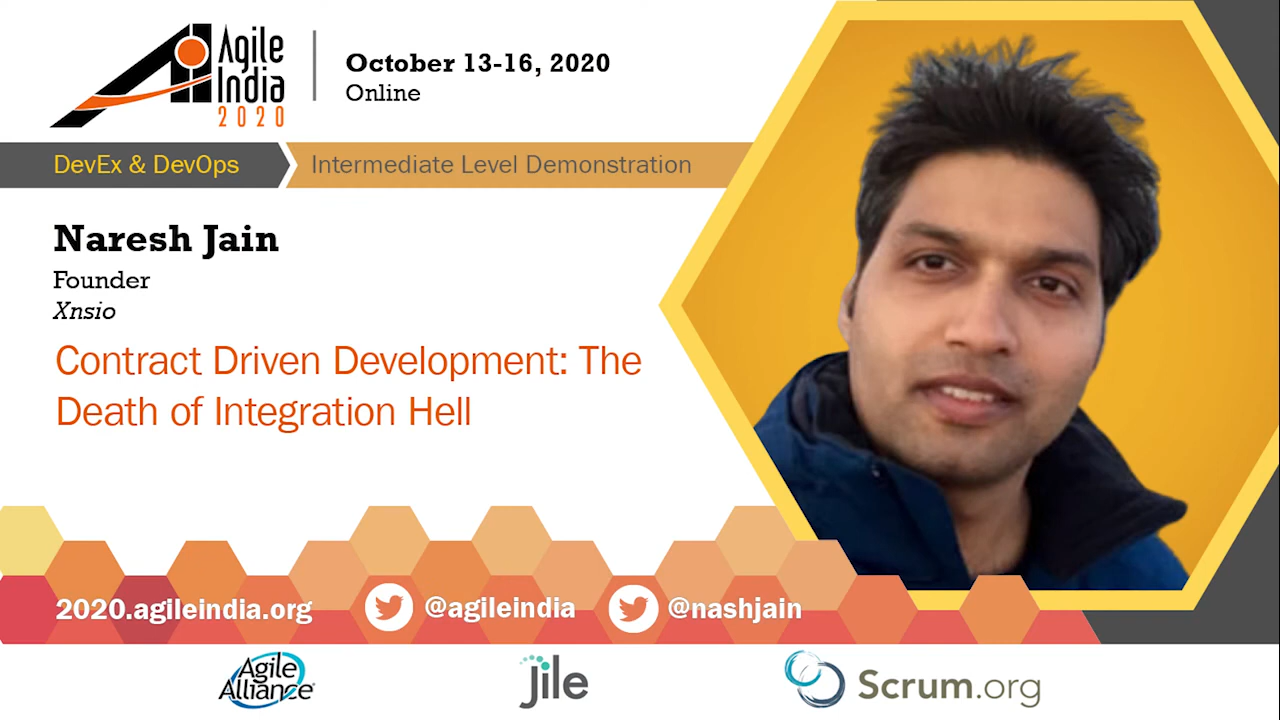 Agile
India
2020
October 13-16, 2020
Online
DevEx & DevOps
Intermediate Level Demonstration
Naresh Jain
Founder
Xnsio
Contract Driven Development: The
Death of Integration Hell
2020.agileindia.org
@agileindia
@nashjain
Agile
Alliance
jile
Scrum.org